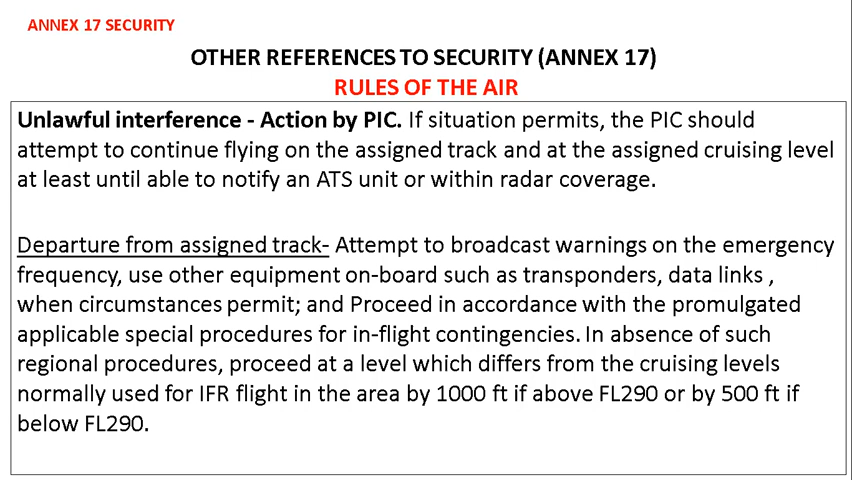 ANNEX 17 SECURITY
OTHER REFERENCES TO SECURITY (ANNEX 17)
RULES OF THE AIR
Unlawful interference - Action by PIC. If situation permits, the PIC should
attempt to continue flying on the assigned track and at the assigned cruising level
at least until able to notify an ATS unit or within radar coverage.
Departure from assigned track- Attempt to broadcast warnings on the emergency
frequency, use other equipment on-board such as transponders, data links ,
when circumstances permit; and Proceed in accordance with the promulgated
applicable special procedures for in-flight contingencies. In absence of such
regional procedures, proceed at a level which differs from the cruising levels
normally used for IFR flight in the area by 1000 ft if above FL290 or by 500 ft if
below FL290.